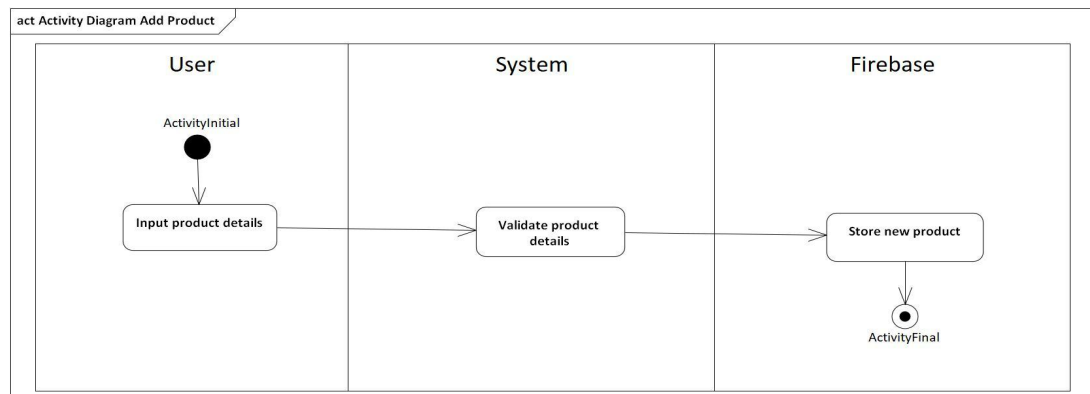 act Activity Diagram Add Product
User
System
Firebase
ActivityInitial
Input product details
Validate product
details
Store new product
ActivityFinal